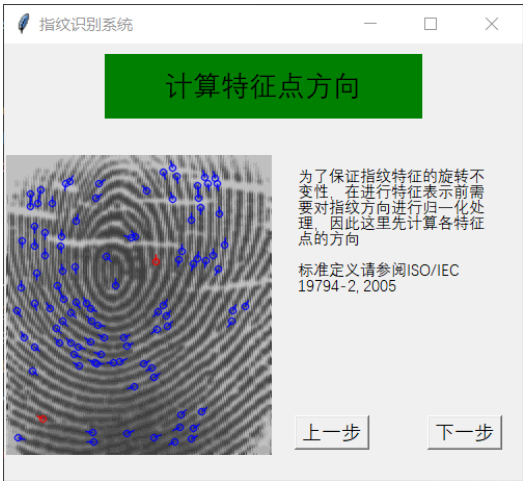 指纹识别系统
计算特征点方向
为了保证指纹特征的旋转不
变性，在进行特征表示前需
要对指纹方向进行归一化处
理，因此这里先计算各特征
点的方向
标准定义请参阅ISO/IEC
19794-2, 2005
上一步
下一步